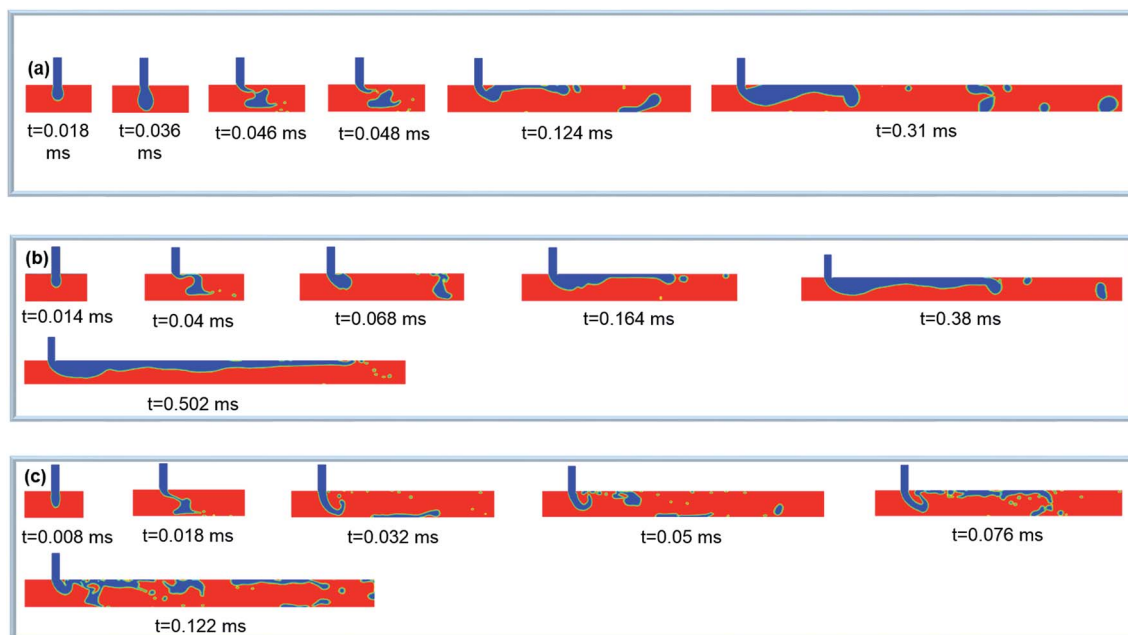 (a)
t=0.018
ms
t=0.036
ms
t=0.046 ms
t=0.048 ms
t=0.124 ms
t=0.31 ms
(b)
t=0.014 ms
t=0.04 ms
t=0.068 ms
t=0.164 ms
t=0.38 ms
t=0.502 ms
(c)
t=0.008 ms
t=0.018 ms
t=0.032 ms
t=0.05 ms
t=0.076 ms
t=0.122 ms